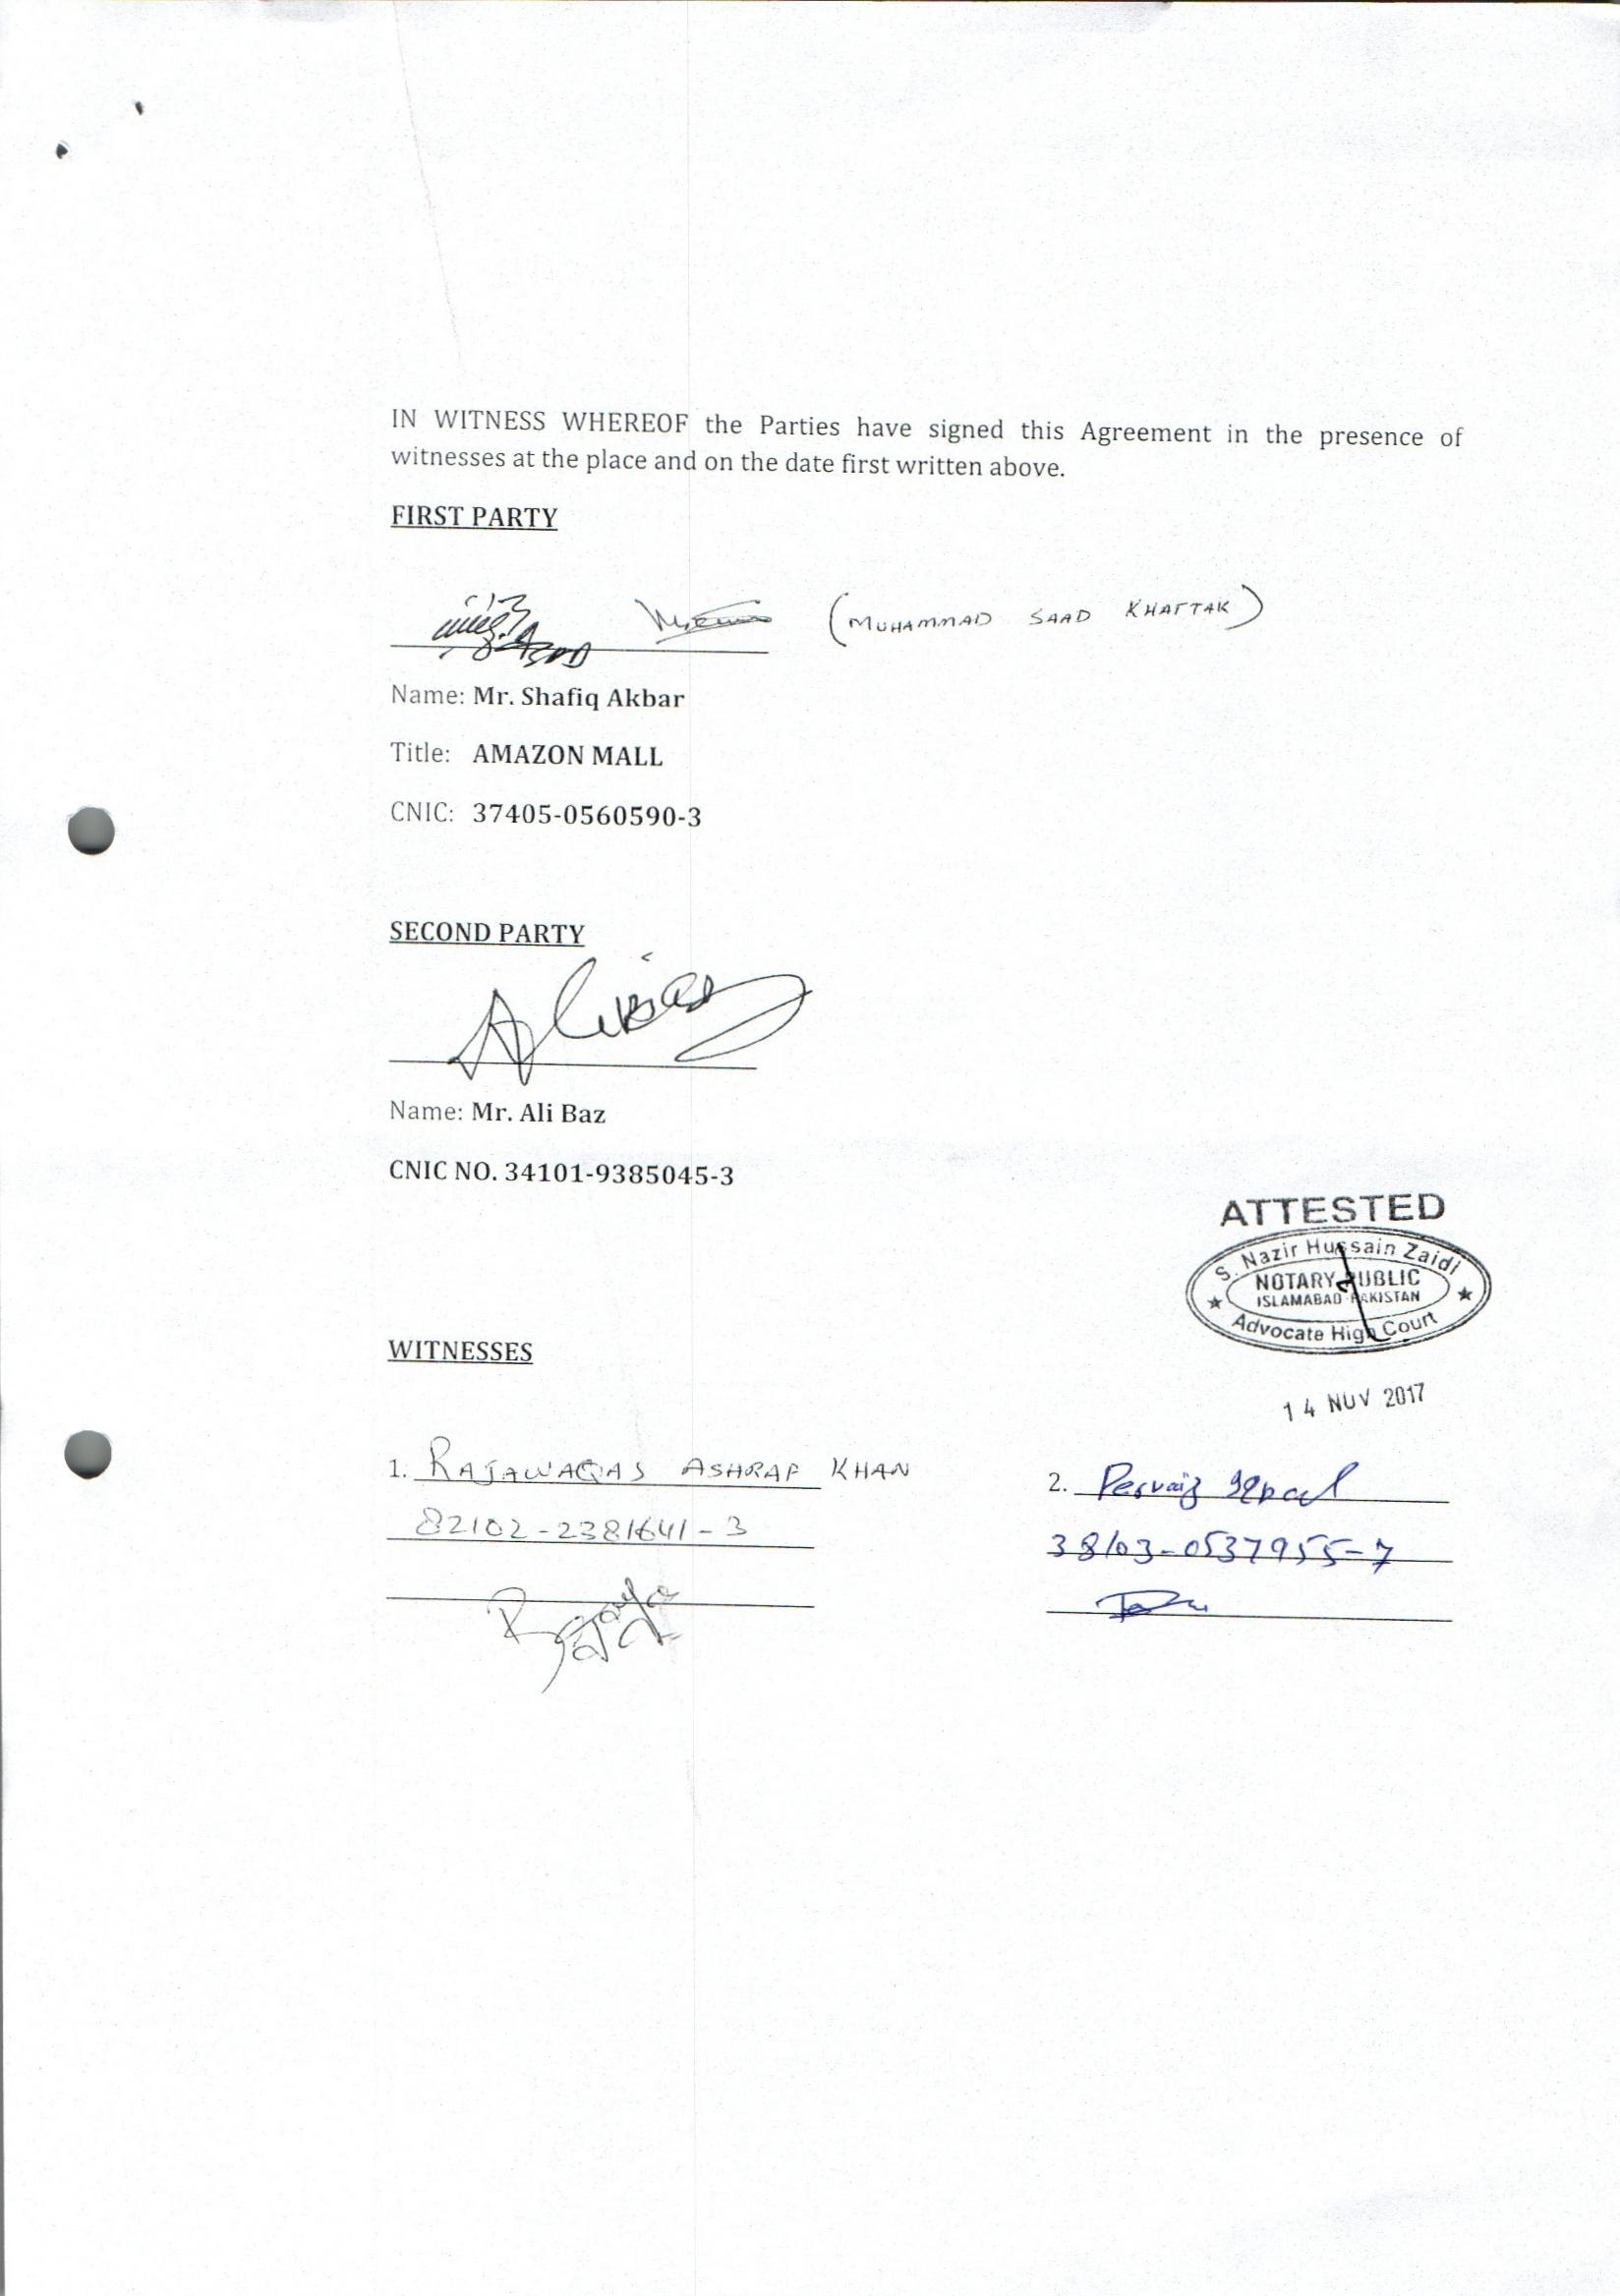 IN WITNESS WHEREOF the Parties have signed this Agreement in the presence of
witnesses at the place and on the date first written above.
FIRST PARTY
(MUHAMMAD SAAD KHATTAK)
Name: Mr. Shafiq Akbar
Title: AMAZON MALL
CNIC: 37405-0560590-3
SECOND PARTY
Ali Baz
Name: Mr. Ali Baz
CNIC NO. 34101-9385045-3
ATTESTED
S. Nazir Hussain Zaidi
NOTARY PUBLIC
ISLAMABAD PAKISTAN
Advocate High Court
14 NOV 2017
WITNESSES
1. RAJAWAQAS ASHRAF KHAN
82102-2381641-3
2. Pervaiz Iqbal
38103-0537955-7